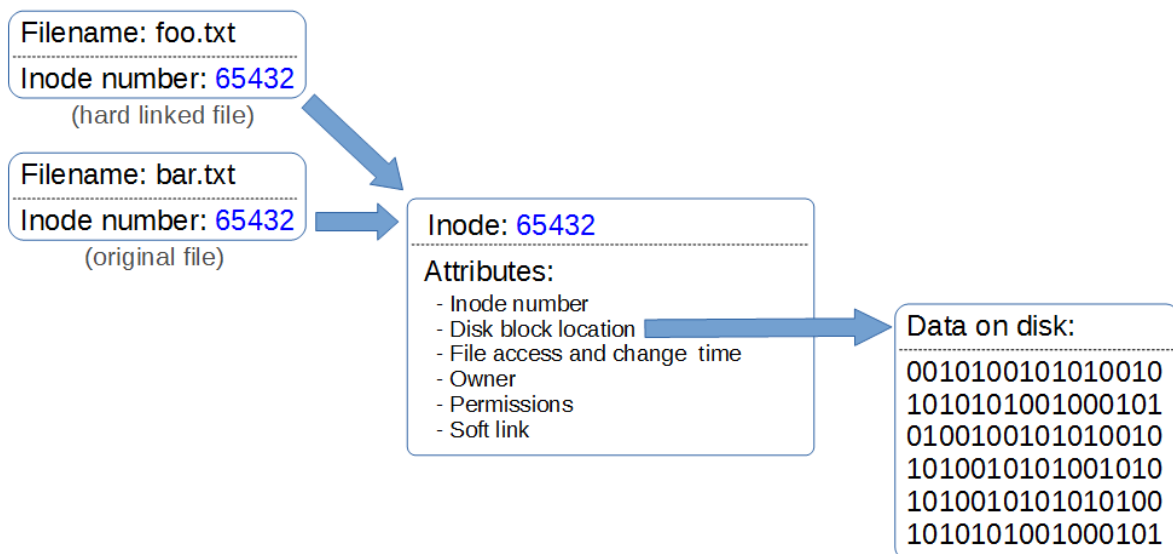 Filename: foo.txt
Inode number: 65432
(hard linked file)
Filename: bar.txt
Inode number: 65432
(original file)
Inode: 65432
Attributes:
- Inode number
- Disk block location
- File access and change time
- Owner
- Permissions
- Soft link
Data on disk:
0010100101010010
1010101001000101
0100100101010010
1010010101001010
1010010101010100
1010101001000101